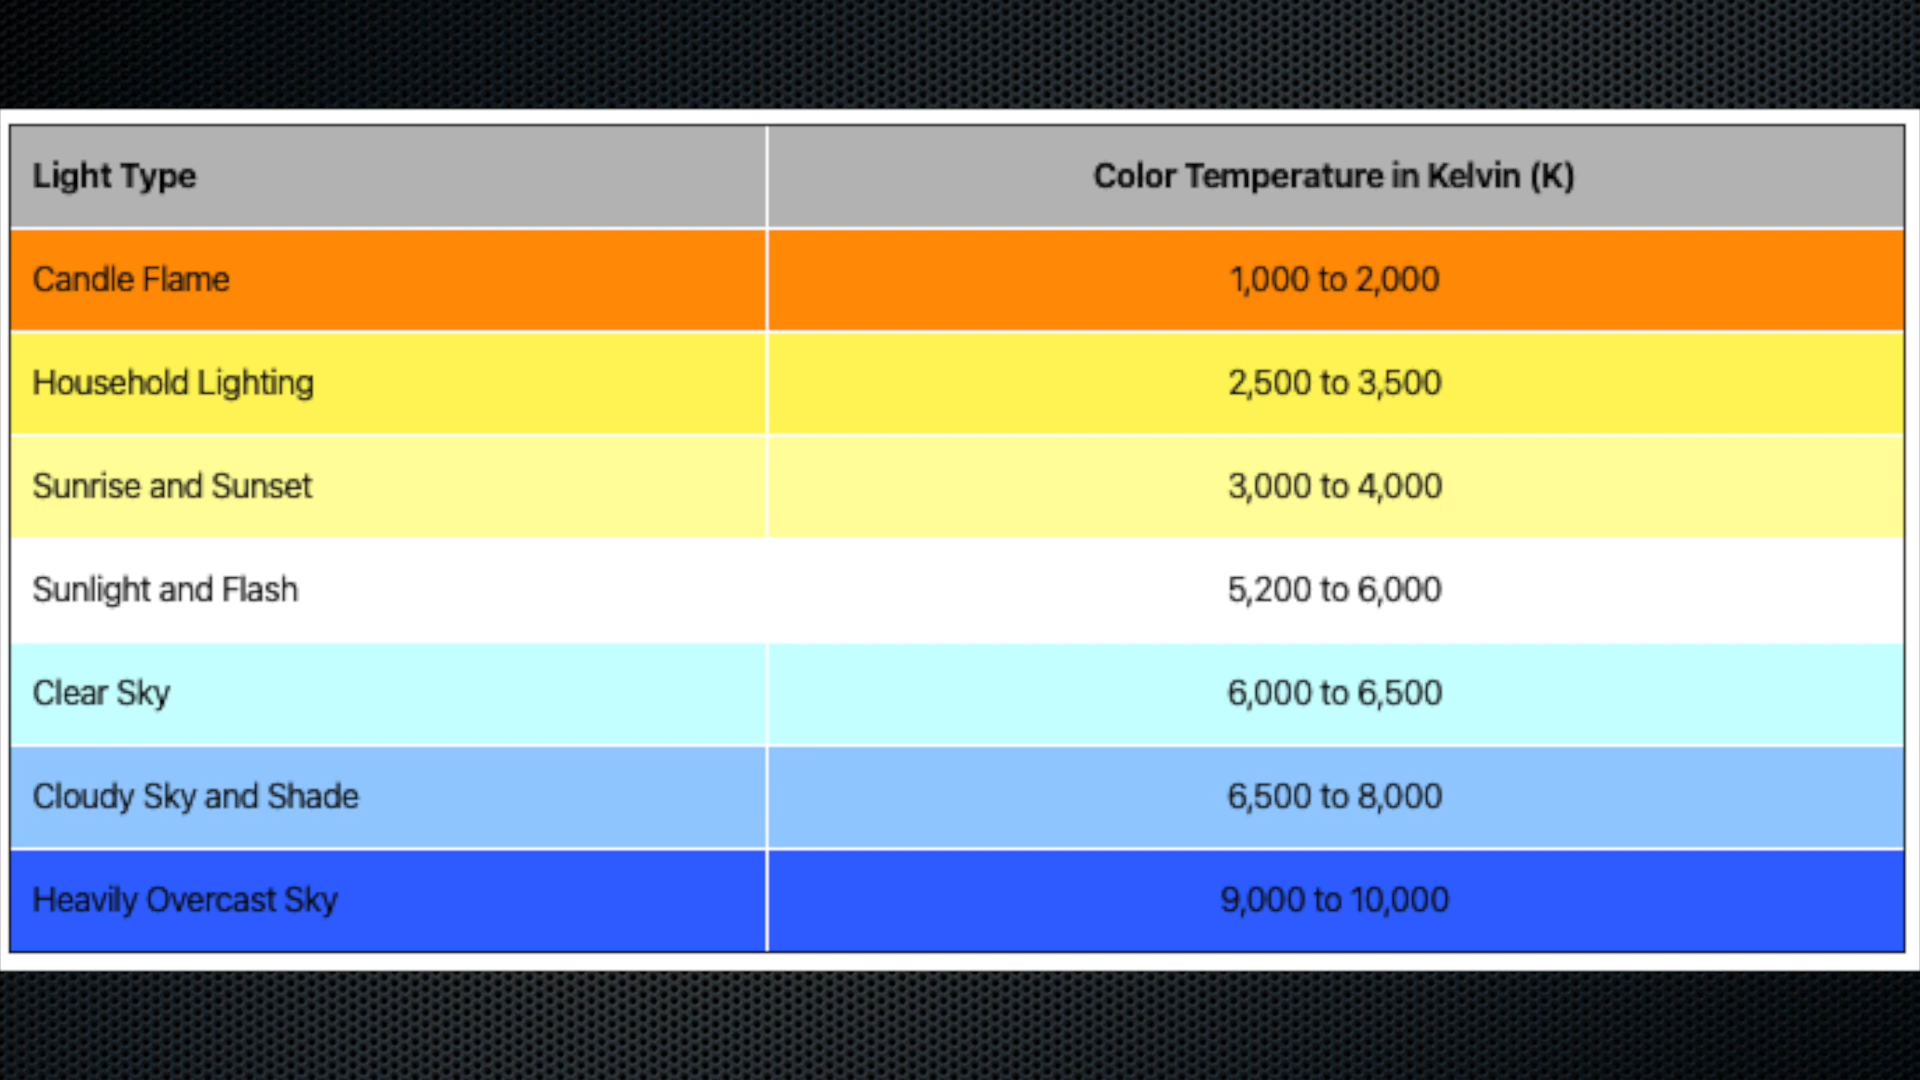 Light Type Color Temperature in Kelvin (K)
Candle Flame 1,000 to 2,000
Household Lighting 2,500 to 3,500
Sunrise and Sunset 3,000 to 4,000
Sunlight and Flash 5,200 to 6,000
Clear Sky 6,000 to 6,500
Cloudy Sky and Shade 6,500 to 8,000
Heavily Overcast Sky 9,000 to 10,000